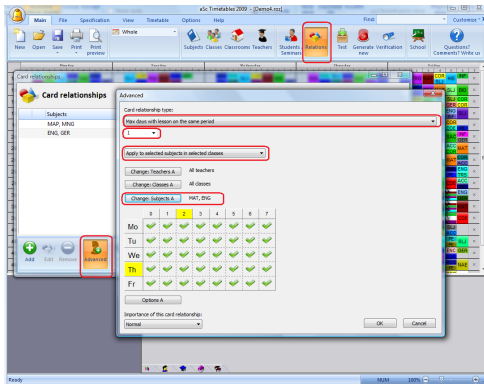 aSc Timetables 2009 - [Demo4.roz]
Main File Specification View Timetable Options Help Find: Customize
Whole
New Open Save Print Print preview Subjects Classes Classrooms Teachers Students Seminars Relations Test Generate new Verification School Questions? Comments? Write us
Card relationships
Card relationships
Subjects
MAP, MNG
ENG, GER
Add Edit Remove Advanced
Advanced
Card relationship type:
Max days with lesson on the same period
1
Apply to selected subjects in selected classes
Change: Teachers A All teachers
Change: Classes A All classes
Change: Subjects A MAT, ENG
0 1 2 3 4 5 6 7
Mo
Tu
We
Th
Fr
Options A
Importance of this card relationship:
Normal
OK Cancel
Ready NUM 100%